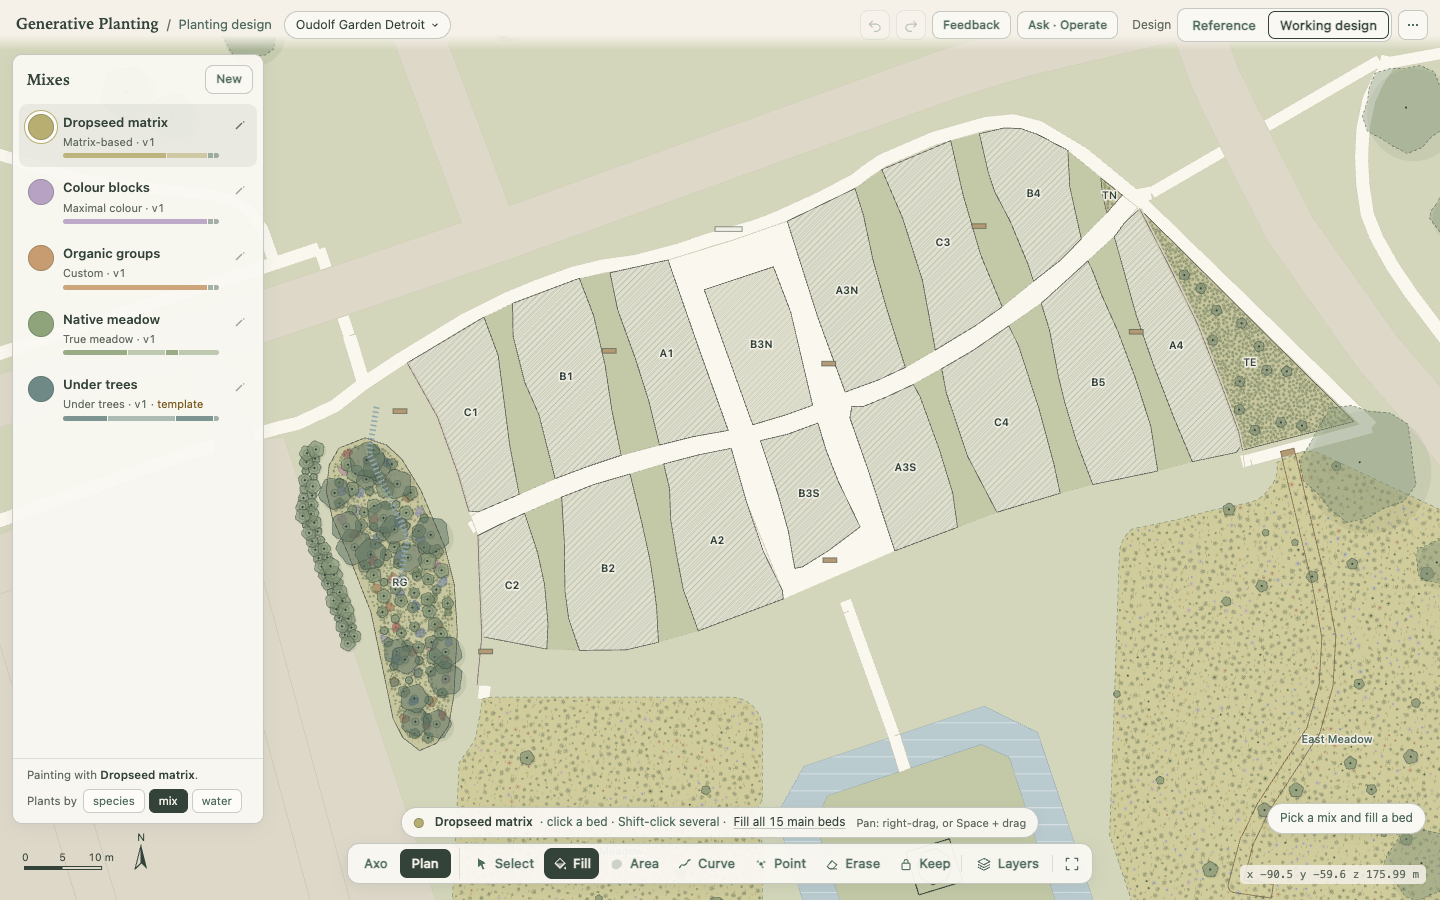 Generative Planting / Planting design Oudolf Garden Detroit
Feedback Ask · Operate Design Reference Working design ...
Mixes New
Dropseed matrix
Matrix-based · v1
Colour blocks
Maximal colour · v1
Organic groups
Custom · v1
Native meadow
True meadow · v1
Under trees
Under trees · v1 · template
Painting with Dropseed matrix.
Plants by species mix water
0 5 10 m N
B4
TN
C3
A3N
B3N
A1
A4
TE
B1
B5
C1
C4
A3S
B3S
A2
B2
RG
C2
East Meadow
Dropseed matrix · click a bed · Shift-click several · Fill all 15 main beds Pan: right-drag, or Space + drag
Pick a mix and fill a bed
Axo Plan Select Fill Area Curve Point Erase Keep Layers
x −90.5 y −59.6 z 175.99 m